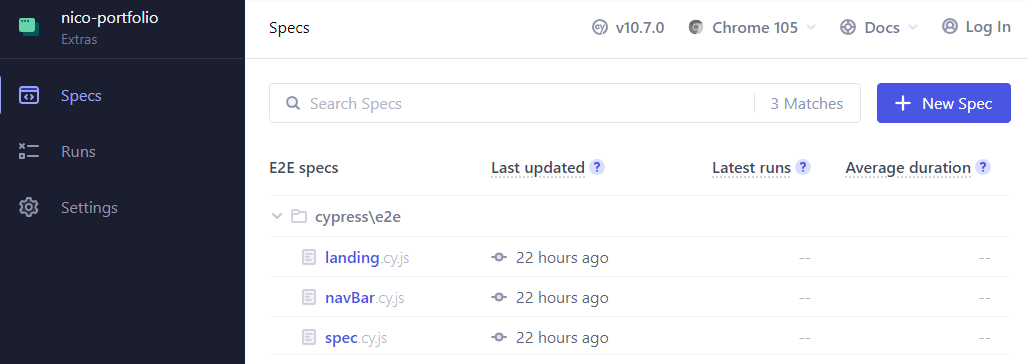 nico-portfolio
Extras
Specs
Runs
Settings
Specs
v10.7.0
Chrome 105
Docs
Log In
Search Specs
3 Matches
+ New Spec
E2E specs
Last updated ?
Latest runs ?
Average duration ?
cypress\e2e
landing.cy.js 22 hours ago -- --
navBar.cy.js 22 hours ago -- --
spec.cy.js 22 hours ago -- --